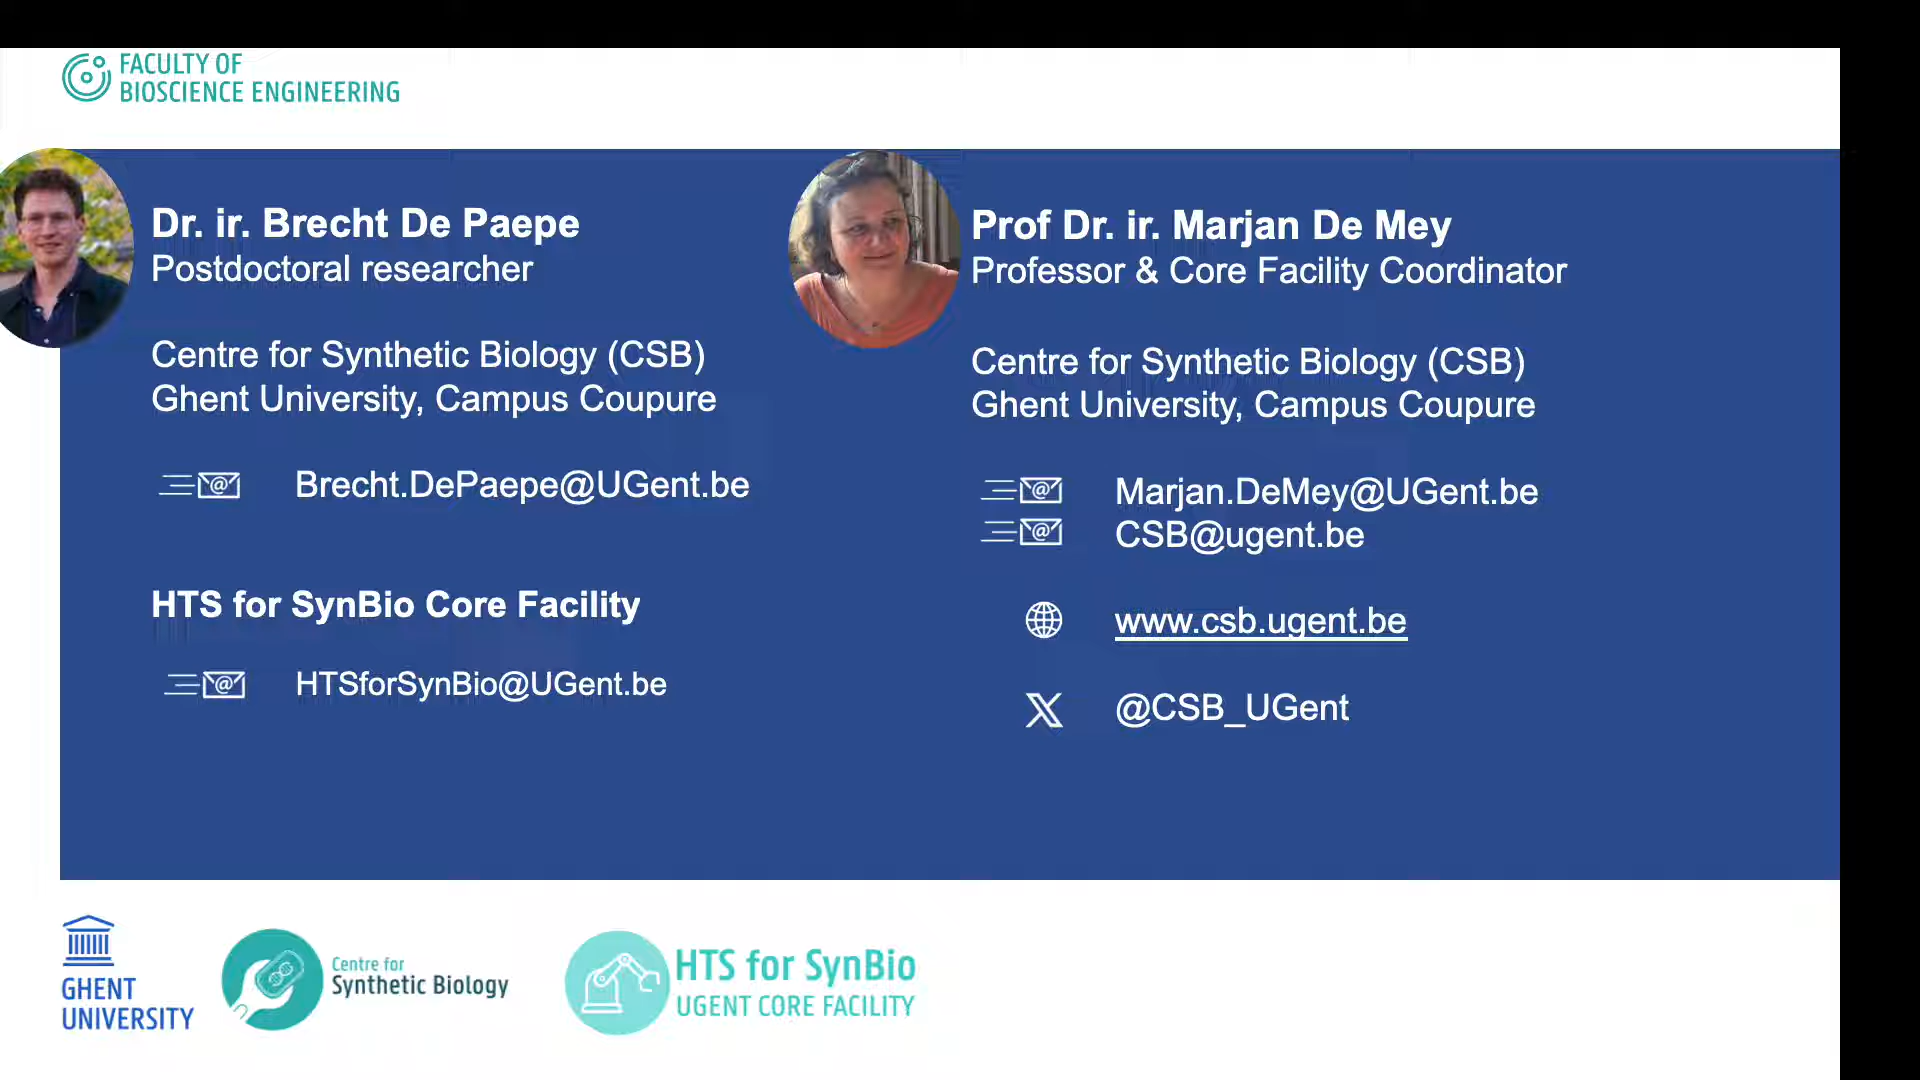 FACULTY OF
BIOSCIENCE ENGINEERING
Dr. ir. Brecht De Paepe
Postdoctoral researcher
Centre for Synthetic Biology (CSB)
Ghent University, Campus Coupure
Brecht.DePaepe@UGent.be
HTS for SynBio Core Facility
HTSforSynBio@UGent.be
Prof Dr. ir. Marjan De Mey
Professor & Core Facility Coordinator
Centre for Synthetic Biology (CSB)
Ghent University, Campus Coupure
Marjan.DeMey@UGent.be
CSB@ugent.be
www.csb.ugent.be
@CSB_UGent
GHENT
UNIVERSITY
Centre for
Synthetic Biology
HTS for SynBio
UGENT CORE FACILITY